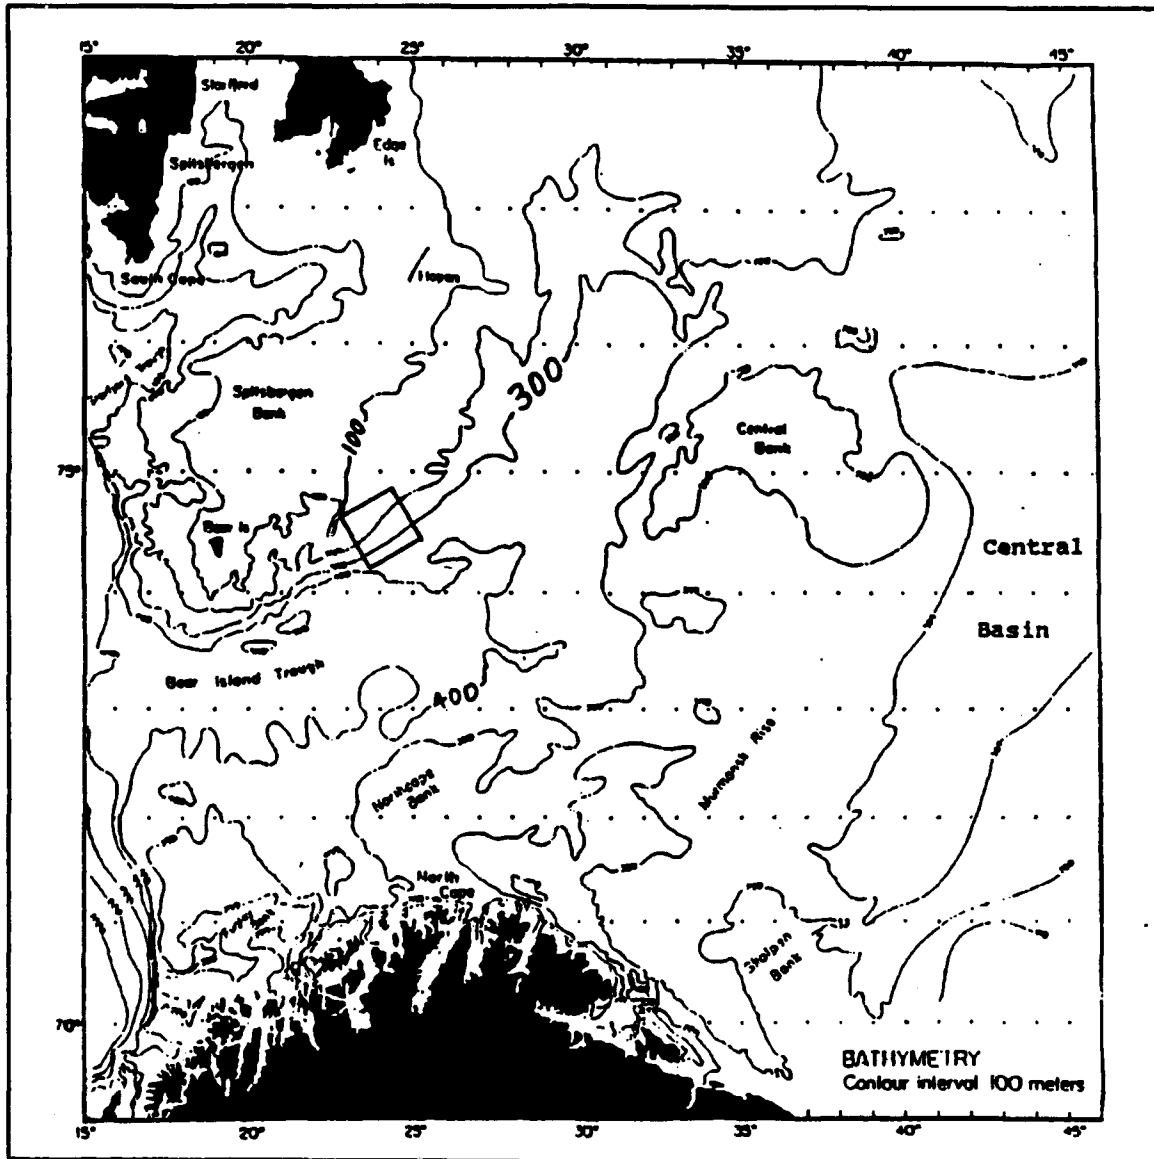 15° 20° 25° 30° 35° 40° 45°
Storfjord
Edge
Is
Spitsbergen
South Cape
Hopen
300
Spitsbergen
Bank
100
Central
Bank
75°
Bear Is
Central
Basin
Bear Island Trough
400
Murmansk Rise
Northcape
Bank
North
Cape
Skolpen
Bank
70°
BATHYMETRY
Contour interval 100 meters
15° 20° 25° 30° 35° 40° 45°